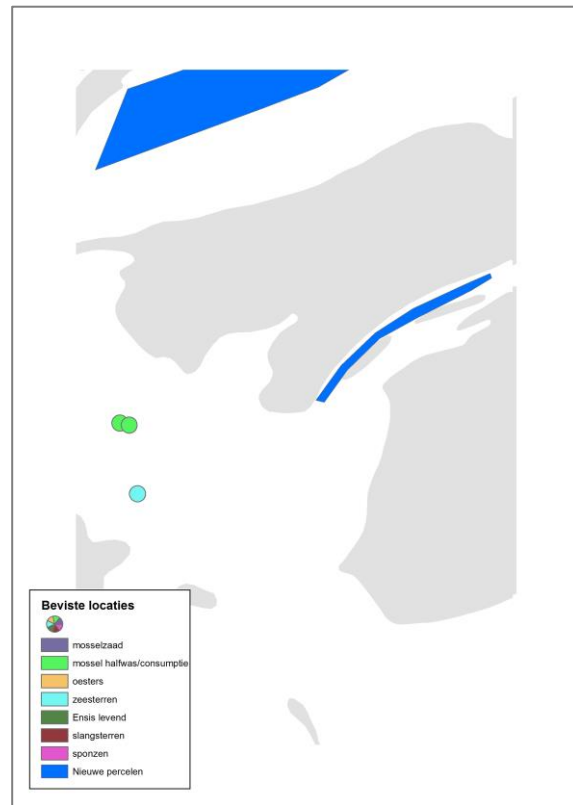 Beviste locaties
mosselzaad
mossel halfwas/consumptie
oesters
zeesterren
Ensis levend
slangsterren
sponzen
Nieuwe percelen